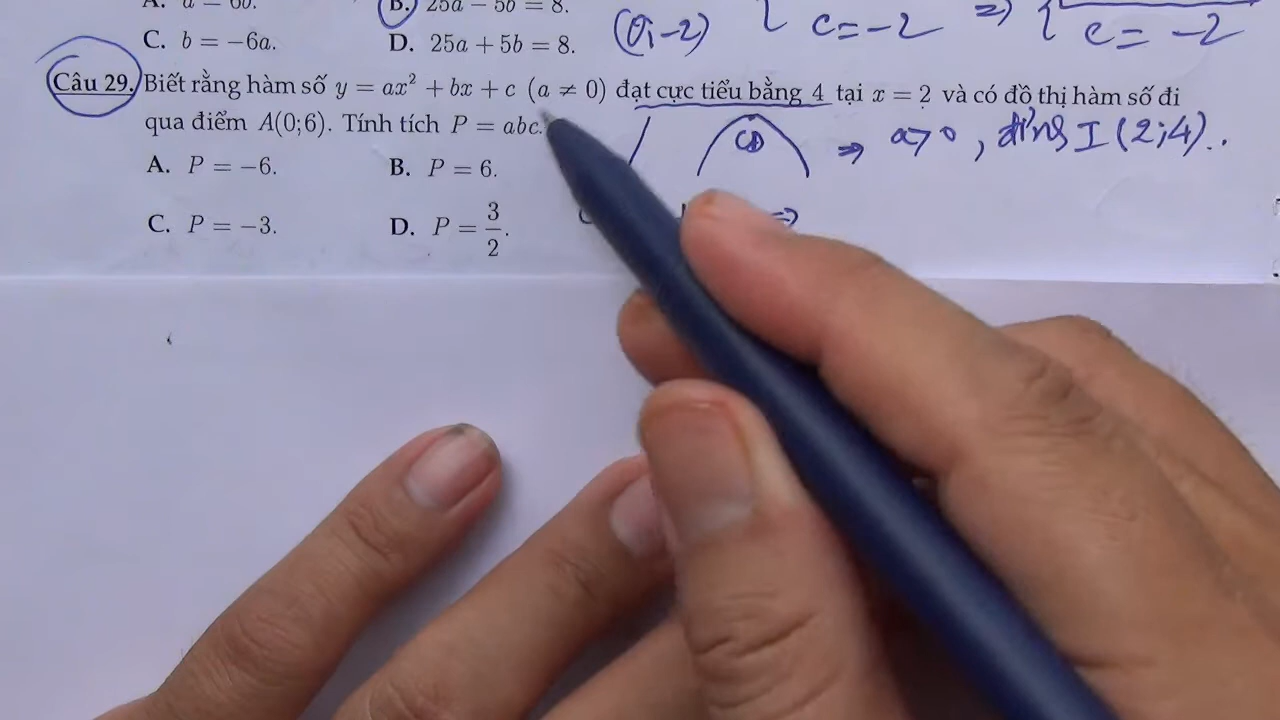 B. 25a − 5b = 8.
(0;−2) { c = −2 ⇒ { c = −2
C. b = −6a. D. 25a + 5b = 8.
Câu 29. Biết rằng hàm số y = ax² + bx + c (a ≠ 0) đạt cực tiểu bằng 4 tại x = 2 và có đồ thị hàm số đi
qua điểm A(0;6). Tính tích P = abc.
⇒ a > 0 , đỉnh I (2;4)..
A. P = −6. B. P = 6.
C. P = −3. D. P = 3/2.
⇒